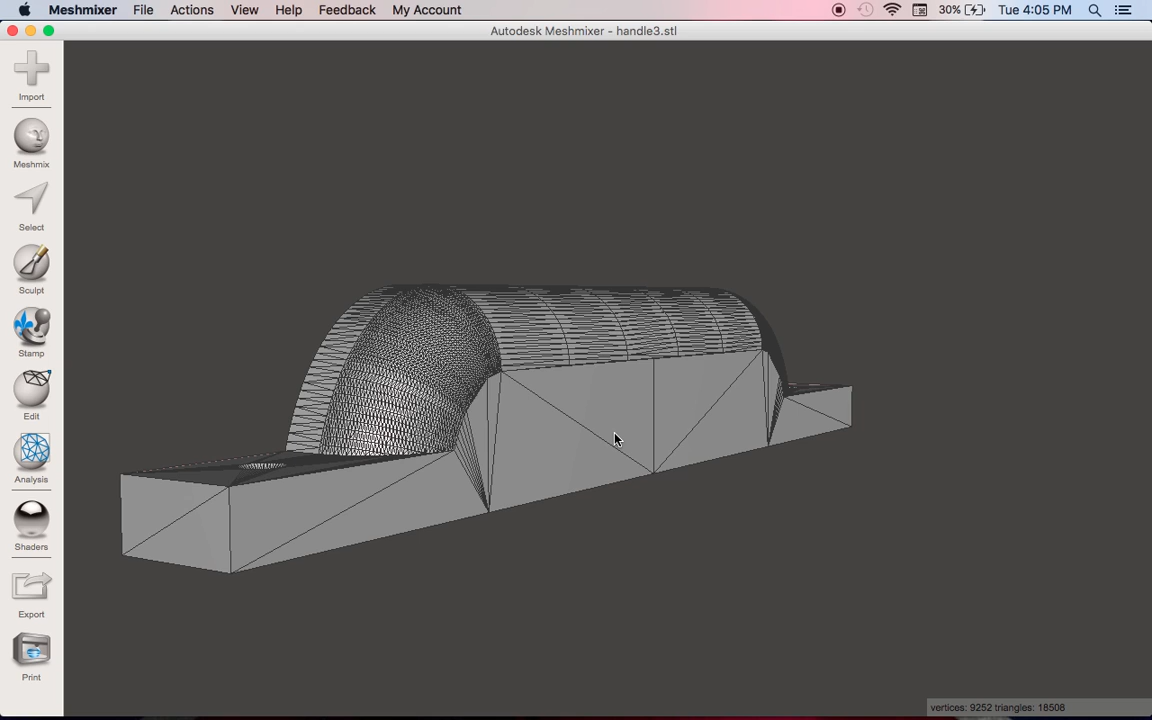 Meshmixer File Actions View Help Feedback My Account 30% Tue 4:05 PM
Autodesk Meshmixer - handle3.stl
Import
Meshmix
Select
Sculpt
Stamp
Edit
Analysis
Shaders
Export
Print
vertices: 9252 triangles: 18508